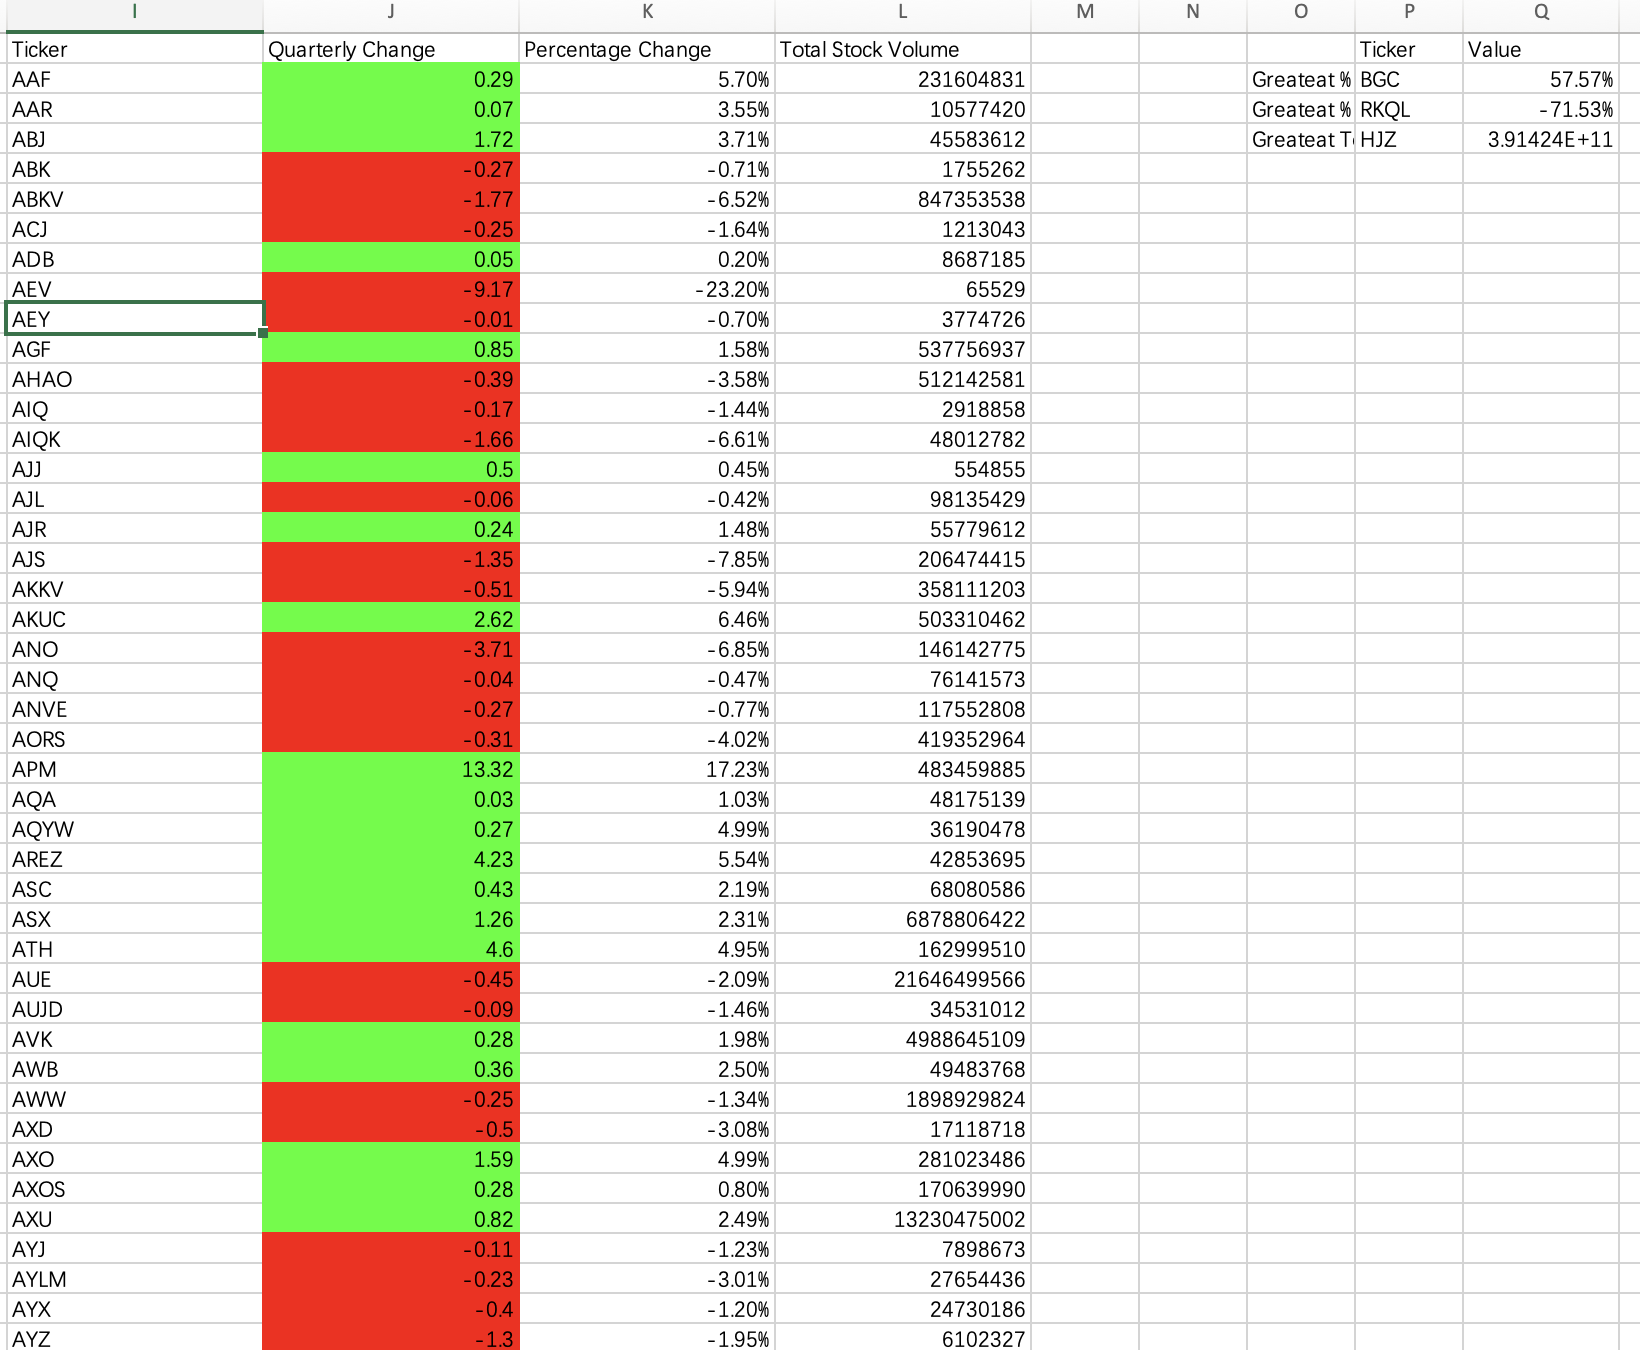 I J K L M N O P Q
Ticker Quarterly Change Percentage Change Total Stock Volume Ticker Value
AAF 0.29 5.70% 231604831 Greateat % BGC 57.57%
AAR 0.07 3.55% 10577420 Greateat % RKQL -71.53%
ABJ 1.72 3.71% 45583612 Greateat HJZ 3.91424E+11
ABK -0.27 -0.71% 1755262
ABKV -1.77 -6.52% 847353538
ACJ -0.25 -1.64% 1213043
ADB 0.05 0.20% 8687185
AEV -9.17 -23.20% 65529
AEY -0.01 -0.70% 3774726
AGF 0.85 1.58% 537756937
AHAO -0.39 -3.58% 512142581
AIQ -0.17 -1.44% 2918858
AIQK -1.66 -6.61% 48012782
AJJ 0.5 0.45% 554855
AJL -0.06 -0.42% 98135429
AJR 0.24 1.48% 55779612
AJS -1.35 -7.85% 206474415
AKKV -0.51 -5.94% 358111203
AKUC 2.62 6.46% 503310462
ANO -3.71 -6.85% 146142775
ANQ -0.04 -0.47% 76141573
ANVE -0.27 -0.77% 117552808
AORS -0.31 -4.02% 419352964
APM 13.32 17.23% 483459885
AQA 0.03 1.03% 48175139
AQYW 0.27 4.99% 36190478
AREZ 4.23 5.54% 42853695
ASC 0.43 2.19% 68080586
ASX 1.26 2.31% 6878806422
ATH 4.6 4.95% 162999510
AUE -0.45 -2.09% 21646499566
AUJD -0.09 -1.46% 34531012
AVK 0.28 1.98% 4988645109
AWB 0.36 2.50% 49483768
AWW -0.25 -1.34% 1898929824
AXD -0.5 -3.08% 17118718
AXO 1.59 4.99% 281023486
AXOS 0.28 0.80% 170639990
AXU 0.82 2.49% 13230475002
AYJ -0.11 -1.23% 7898673
AYLM -0.23 -3.01% 27654436
AYX -0.4 -1.20% 24730186
AYZ -1.3 -1.95% 6102327